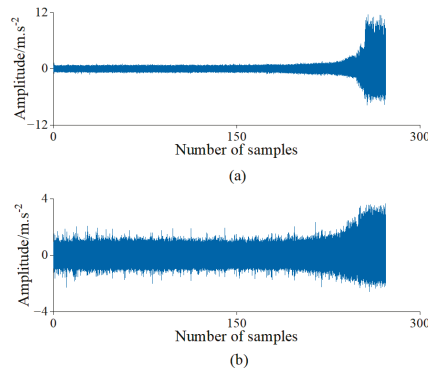 12
0
−12
Amplitude/m.s-2
0
150
300
Number of samples
(a)
4
0
−4
Amplitude/m.s-2
0
150
300
Number of samples
(b)